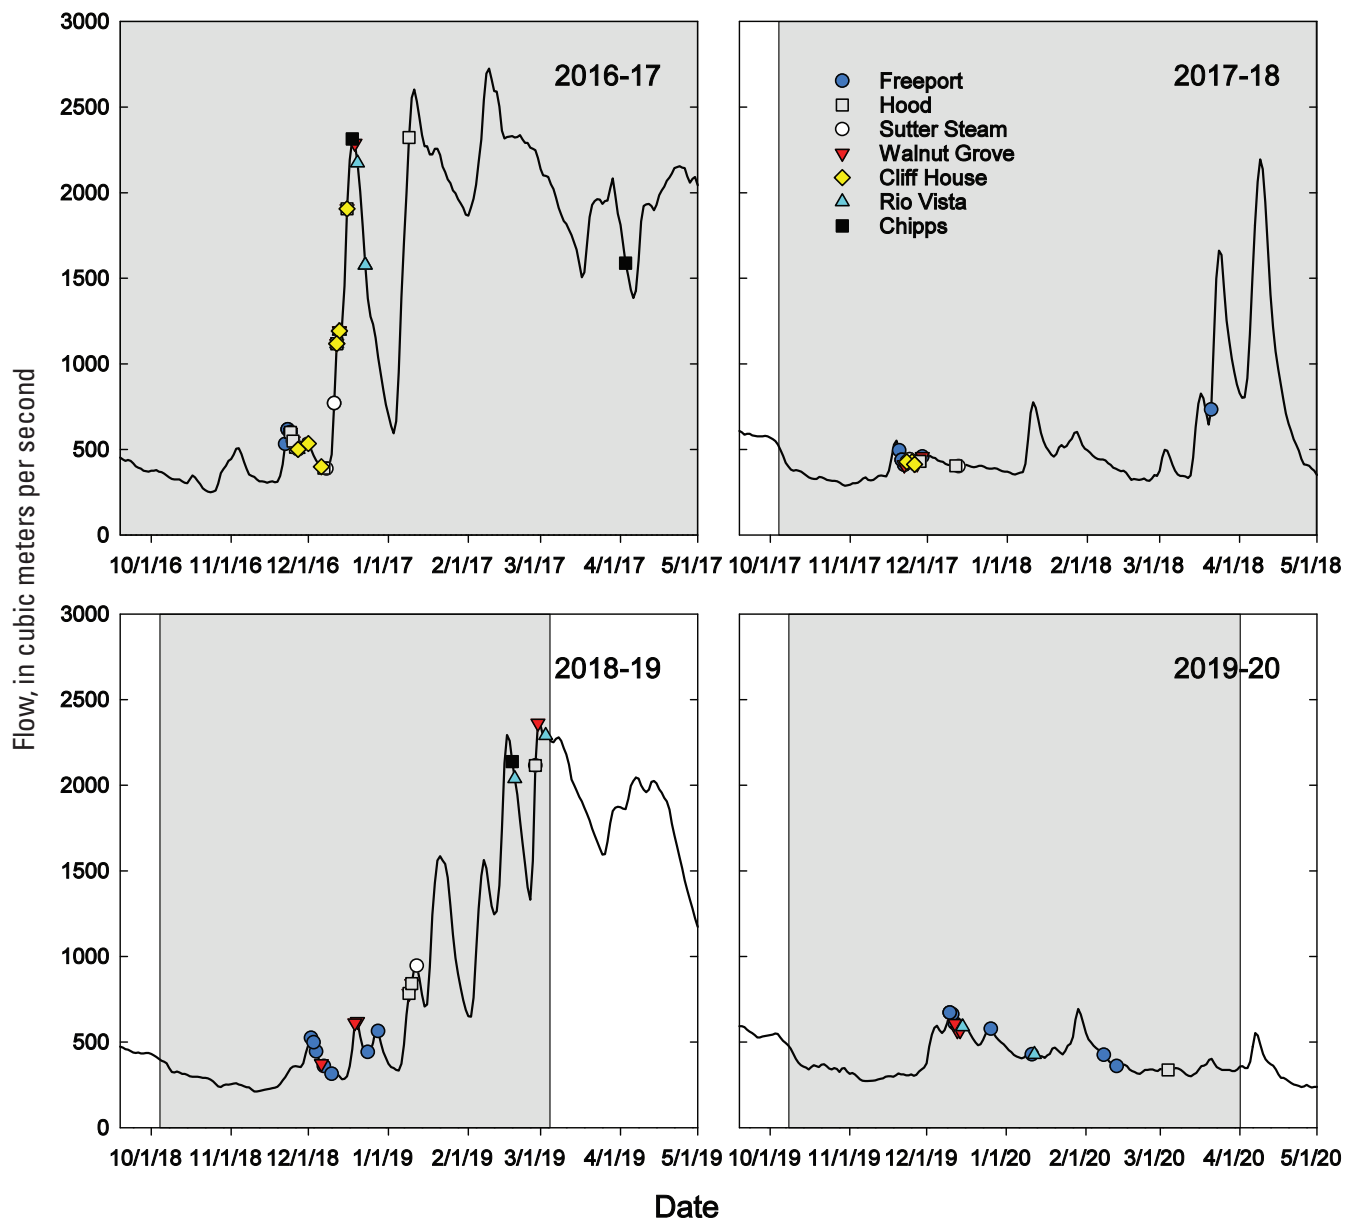 Flow, in cubic meters per second
3000
2500
2000
1500
1000
500
0
2016-17
10/1/16 11/1/16 12/1/16 1/1/17 2/1/17 3/1/17 4/1/17 5/1/17
2017-18
Freeport
Hood
Sutter Steam
Walnut Grove
Cliff House
Rio Vista
Chipps
10/1/17 11/1/17 12/1/17 1/1/18 2/1/18 3/1/18 4/1/18 5/1/18
3000
2500
2000
1500
1000
500
0
2018-19
10/1/18 11/1/18 12/1/18 1/1/19 2/1/19 3/1/19 4/1/19 5/1/19
2019-20
10/1/19 11/1/19 12/1/19 1/1/20 2/1/20 3/1/20 4/1/20 5/1/20
Date